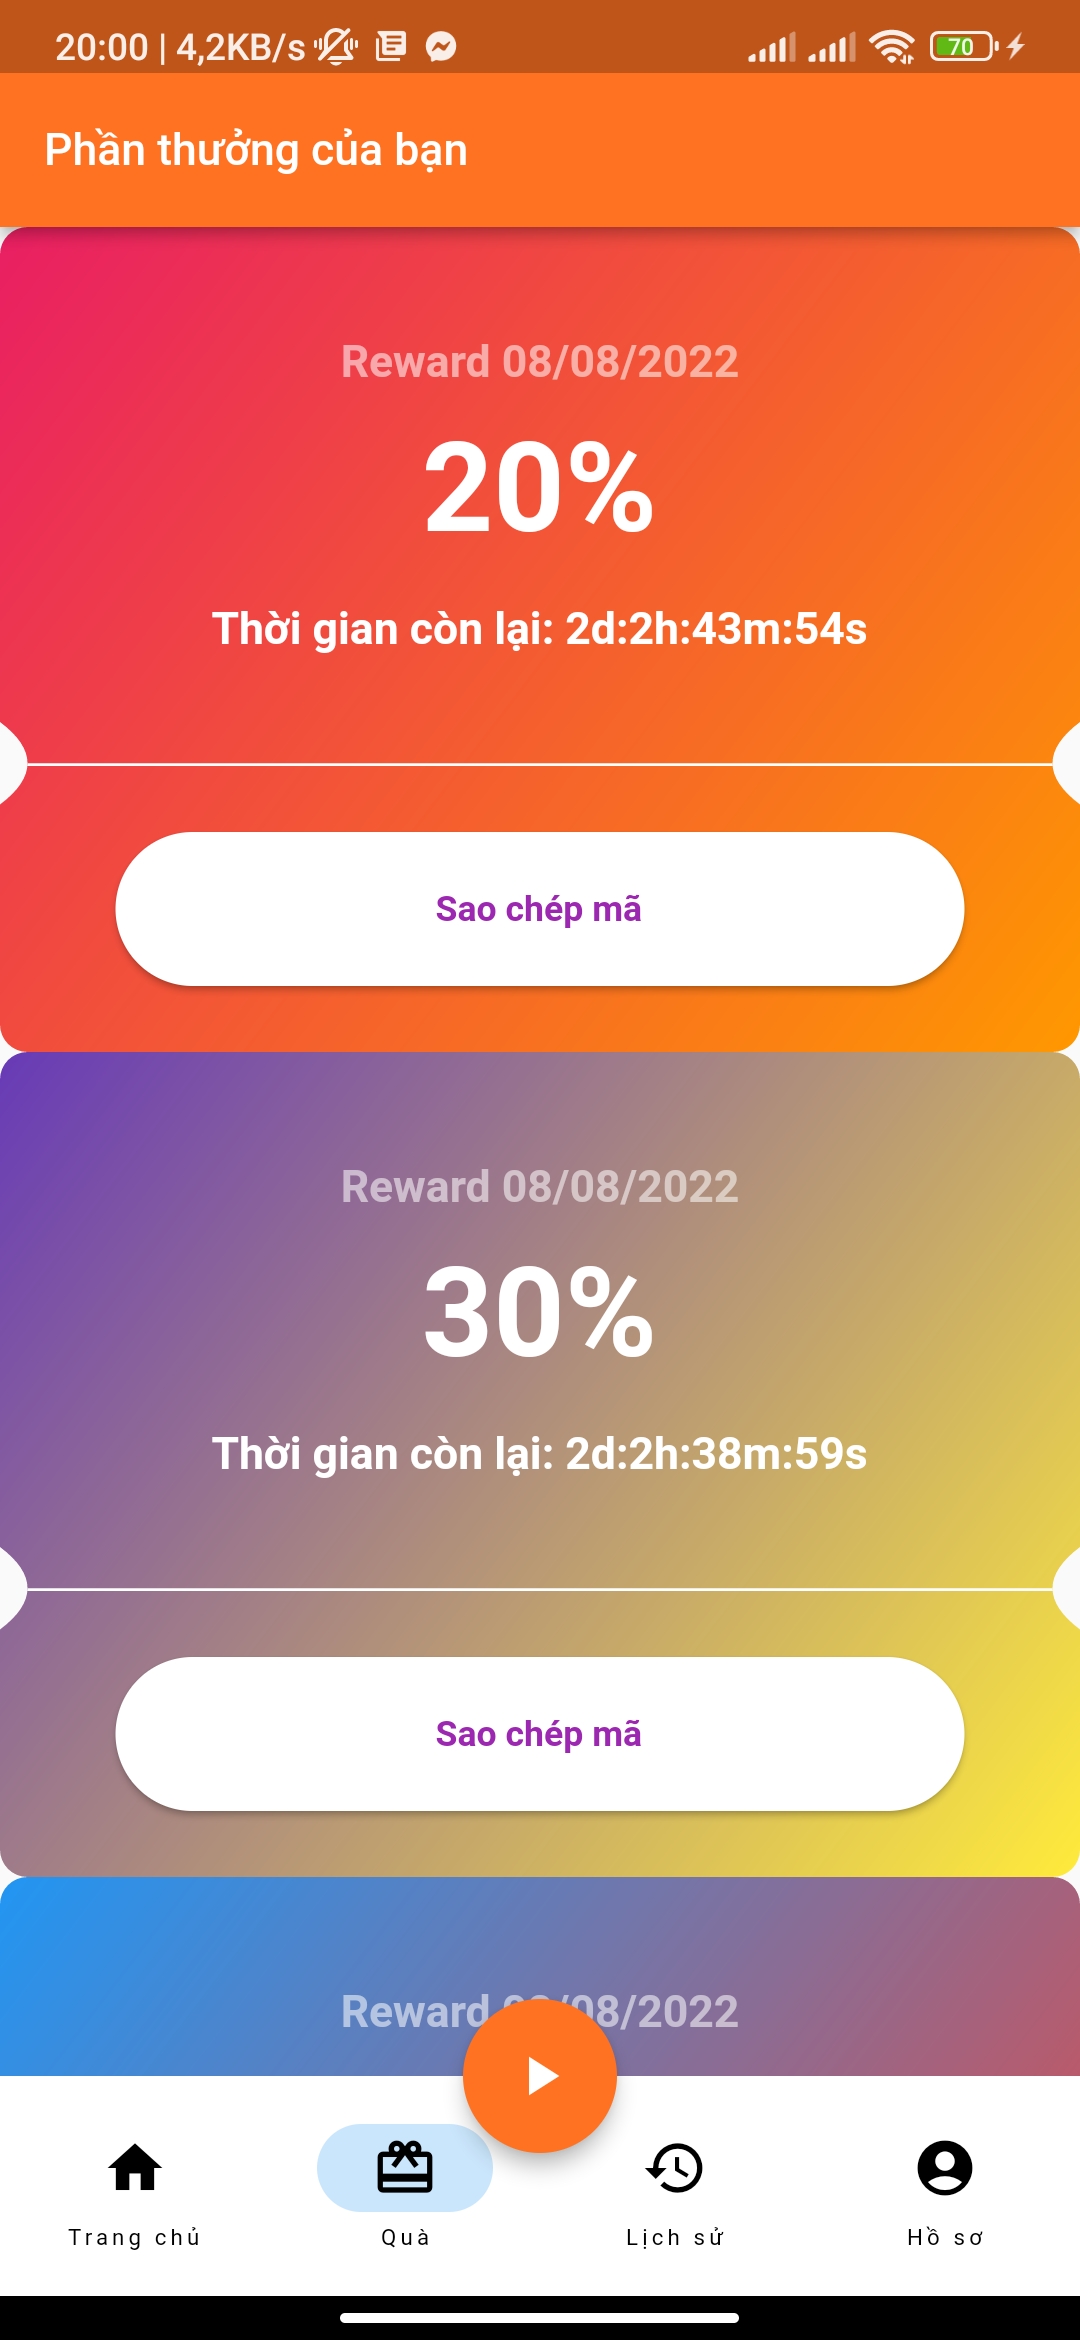 20:00 | 4,2KB/s
70
Phần thưởng của bạn
Reward 08/08/2022
20%
Thời gian còn lại: 2d:2h:43m:54s
Sao chép mã
Reward 08/08/2022
30%
Thời gian còn lại: 2d:2h:38m:59s
Sao chép mã
Reward /08/2022
Trang chủ
Quà
Lịch sử
Hồ sơ